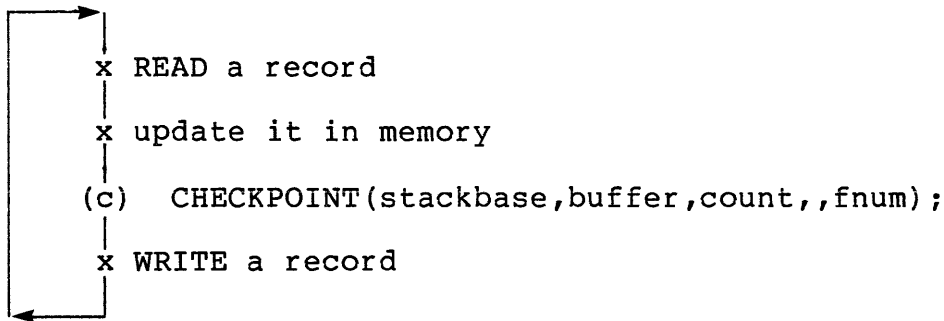 x READ a record
x update it in memory
(c) CHECKPOINT(stackbase,buffer,count,,fnum);
x WRITE a record